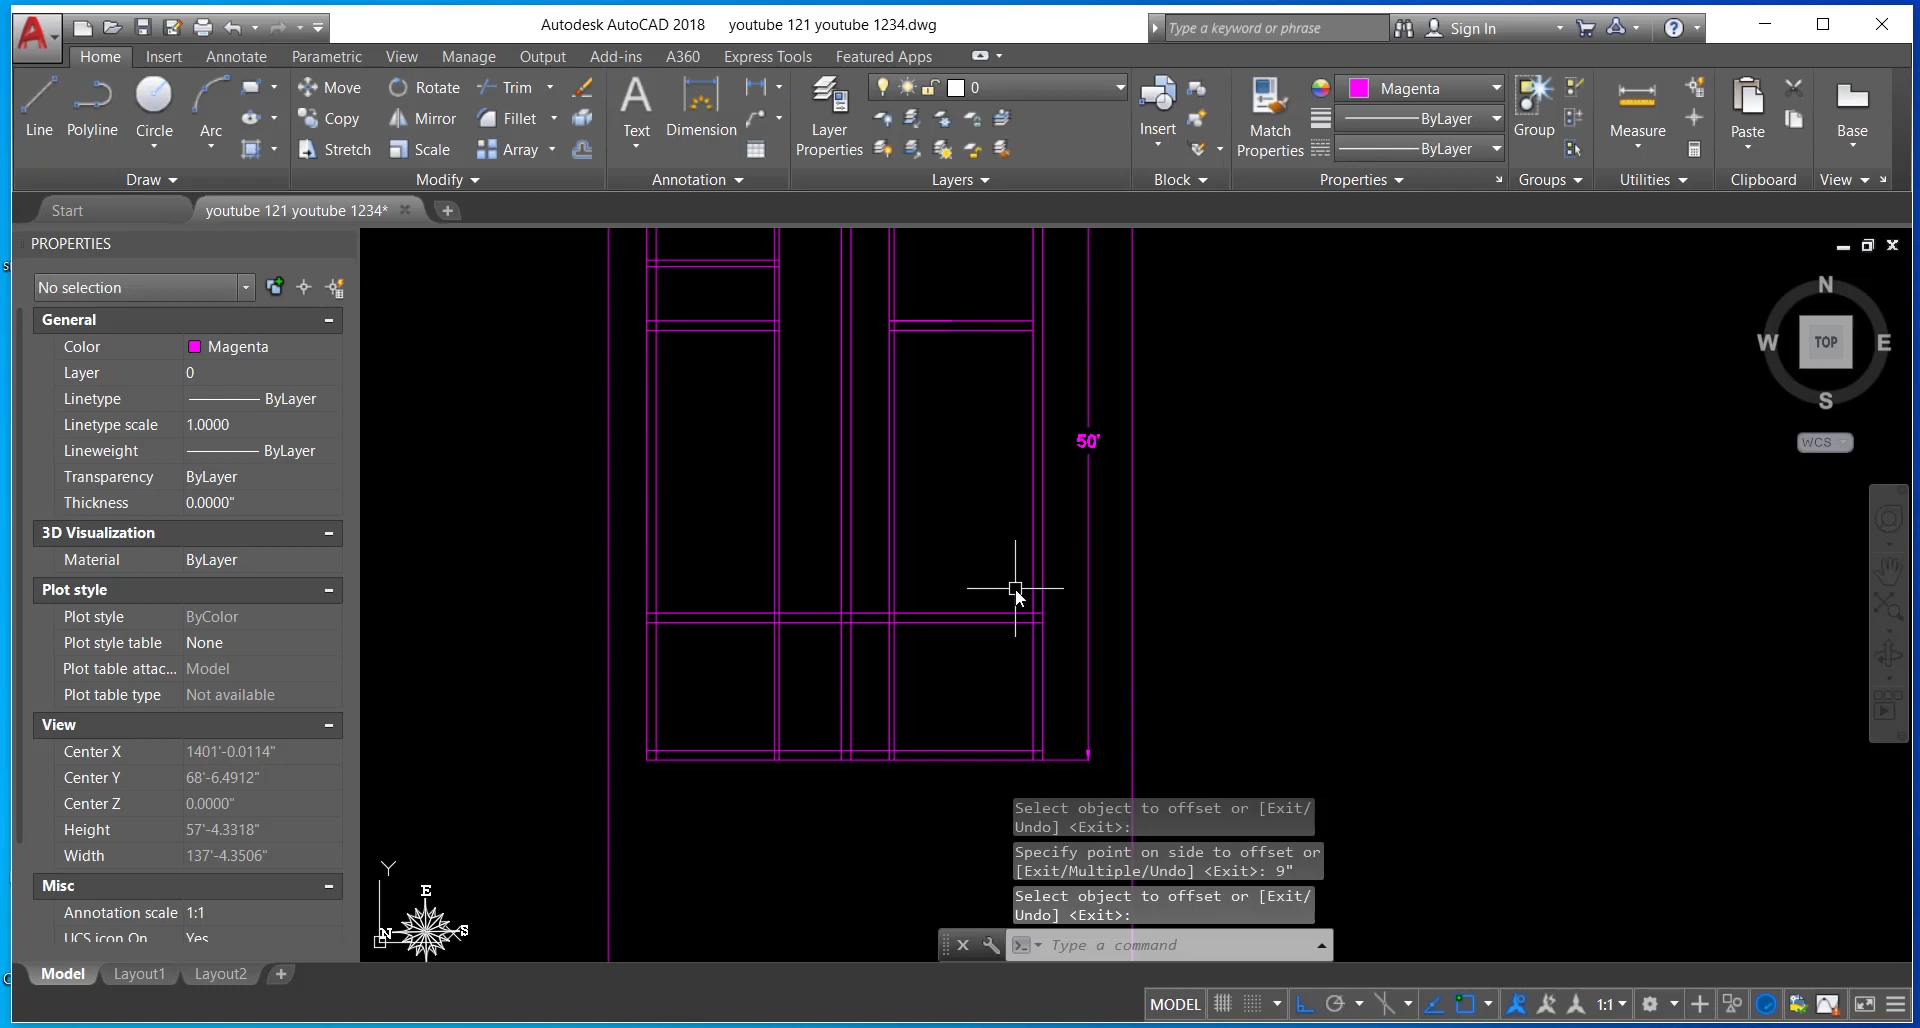 Autodesk AutoCAD 2018 youtube 121 youtube 1234.dwg
Type a keyword or phrase
Sign In
Home Insert Annotate Parametric View Manage Output Add-ins A360 Express Tools Featured Apps
Line Polyline Circle Arc
Move Rotate Trim
Copy Mirror Fillet
Stretch Scale Array
Text Dimension
Layer Properties
0
Insert
Match Properties
Magenta
ByLayer
ByLayer
Group
Measure
Paste
Base
Draw Modify Annotation Layers Block Properties Groups Utilities Clipboard View
Start youtube 121 youtube 1234*
PROPERTIES
No selection
General
Color Magenta
Layer 0
Linetype ByLayer
Linetype scale 1.0000
Lineweight ByLayer
Transparency ByLayer
Thickness 0.0000"
3D Visualization
Material ByLayer
Plot style
Plot style ByColor
Plot style table None
Plot table attac... Model
Plot table type Not available
View
Center X 1401'-0.0114"
Center Y 68'-6.4912"
Center Z 0.0000"
Height 57'-4.3318"
Width 137'-4.3506"
Misc
Annotation scale 1:1
UCS icon On Yes
50'
N
W TOP E
S
WCS
Y
E
N S
Select object to offset or [Exit/
Undo] <Exit>:
Specify point on side to offset or
[Exit/Multiple/Undo] <Exit>: 9"
Select object to offset or [Exit/
Undo] <Exit>:
Type a command
Model Layout1 Layout2
MODEL 1:1